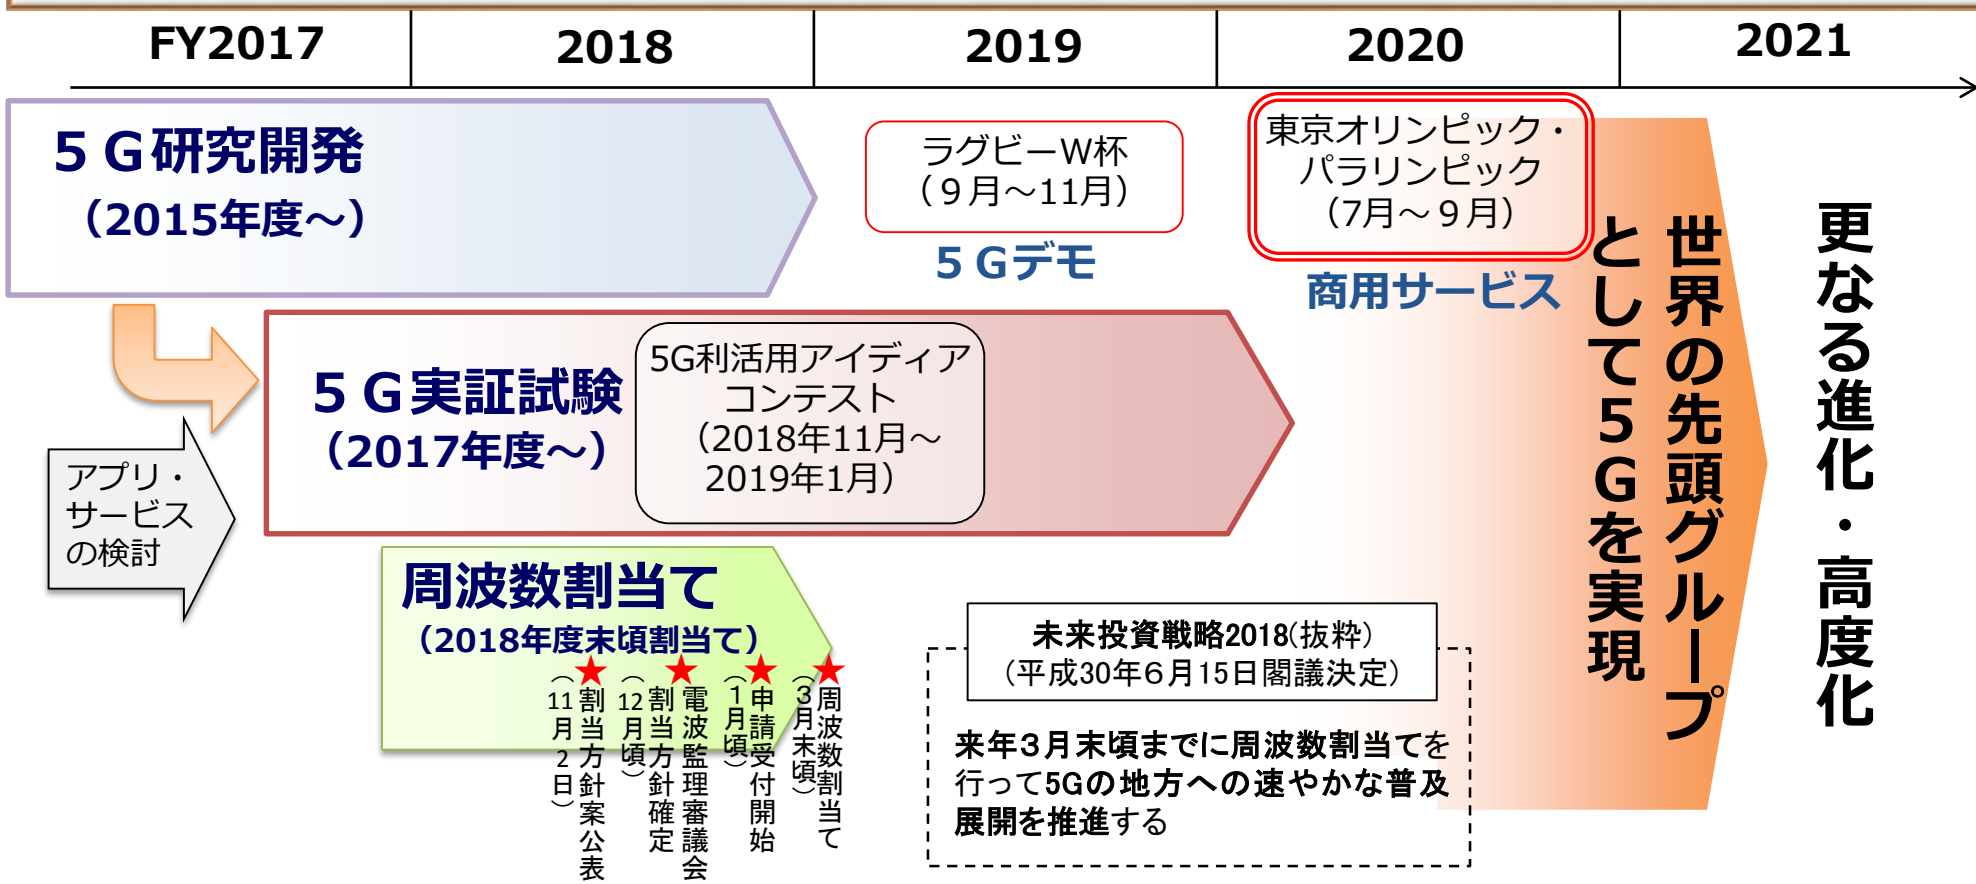 FY2017
2018
2019
2020
2021
５Ｇ研究開発
（2015年度～）
ラグビーW杯
（９月～11月）
５Ｇデモ
東京オリンピック・
パラリンピック
（7月～９月）
商用サービス
５Ｇ実証試験
（2017年度～）
5G利活用アイディア
コンテスト
（2018年11月～
2019年1月）
アプリ・
サービス
の検討
周波数割当て
（2018年度末頃割当て）
★
割当方針案公表
（11月２日）
★
電波監理審議会
割当方針確定
（12月頃）
★
申請受付開始
（１月頃）
★
周波数割当て
（３月末頃）
未来投資戦略2018(抜粋）
（平成30年６月15日閣議決定）
来年３月末頃までに周波数割当てを
行って5Gの地方への速やかな普及
展開を推進する
世界の先頭グループ
として５Ｇを実現
更なる進化・高度化